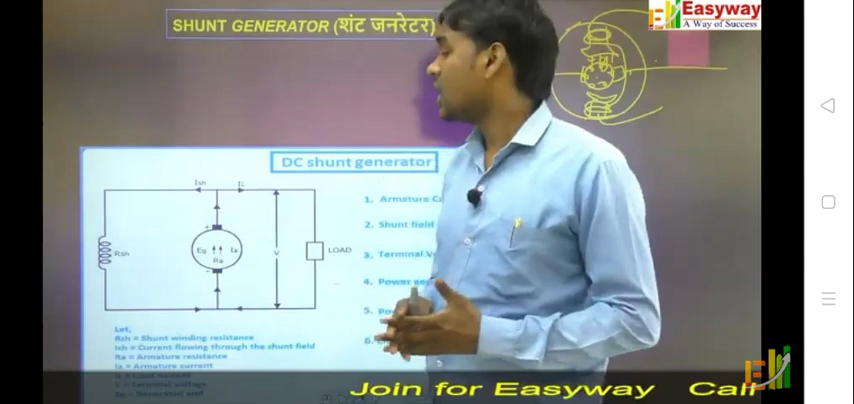 SHUNT GENERATOR (शंट जनरेटर)
Easyway
A Way of Success
DC shunt generator
Ish
IL
1. Armature
2. Shunt field
3. Terminal
4. Power
5.
6.
Rsh
+
Eg
Ia
Ra
-
V
LOAD
Let,
Rsh = Shunt winding resistance
Ish = Current flowing through the shunt field
Ra = Armature resistance
Ia = Armature current
Join for Easyway Call